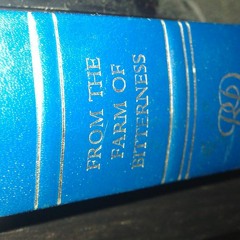 FROM THE
FARM OF
BITTERNESS